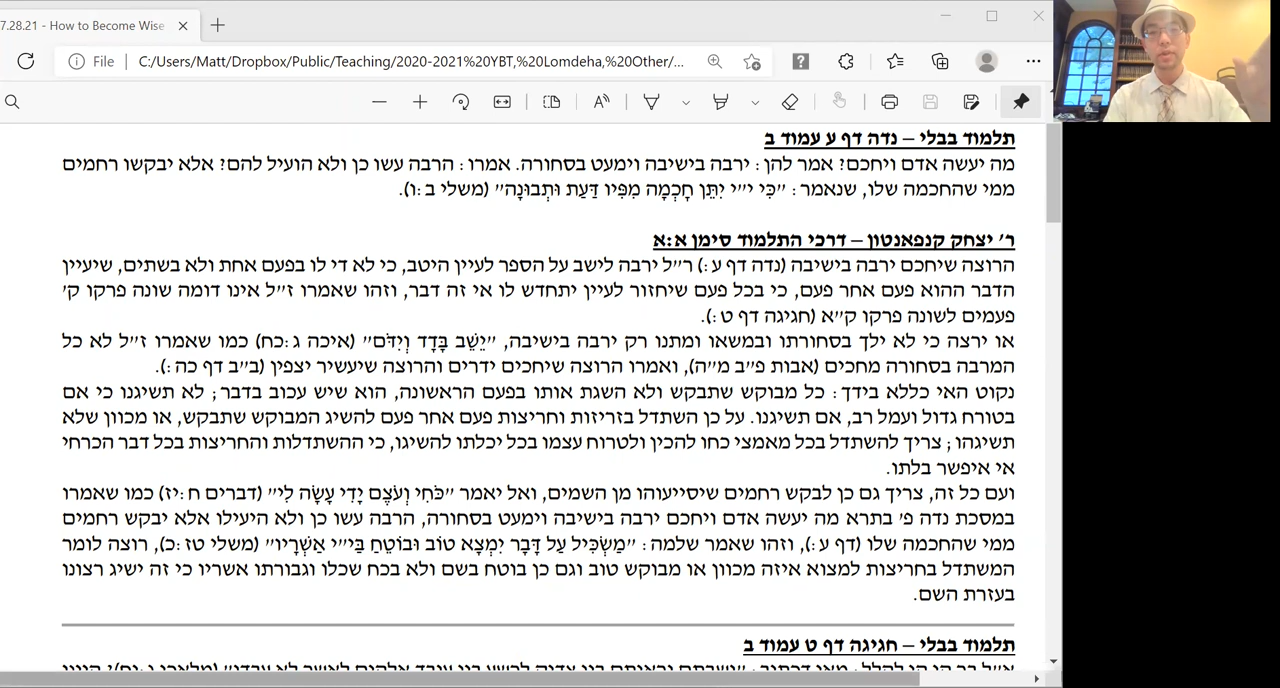 7.28.21 - How to Become Wise
File C:/Users/Matt/Dropbox/Public/Teaching/2020-2021%20YBT,%20Lomdeha,%20Other/...
תלמוד בבלי – נדה דף ע עמוד ב
מה יעשה אדם ויחכם? אמר להן: ירבה בישיבה וימעט בסחורה. אמרו: הרבה עשו כן ולא הועיל להם? אלא יבקשו רחמים
ממי שהחכמה שלו, שנאמר: "כִּי י״י יִתֵּן חָכְמָה מִפִּיו דַּעַת וּתְבוּנָה" (משלי ב:ו).
ר' יצחק קנפאנטון – דרכי התלמוד סימן א:א
הרוצה שיחכם ירבה בישיבה (נדה דף ע:) ר"ל ירבה לישב על הספר לעיין היטב, כי לא די לו בפעם אחת ולא בשתים, שיעיין
הדבר ההוא פעם אחר פעם, כי בכל פעם שיחזור לעיין יתחדש לו אי זה דבר, וזהו שאמרו ז"ל אינו דומה שונה פרקו ק'
פעמים לשונה פרקו ק"א (חגיגה דף ט:).
או ירצה כי לא ילך בסחורתו ובמשאו ומתנו רק ירבה בישיבה, "יֵשֵׁב בָּדָד וְיִדֹּם" (איכה ג:כח) כמו שאמרו ז"ל לא כל
המרבה בסחורה מחכים (אבות פ"ב מ"ה), ואמרו הרוצה שיחכים ידרים והרוצה שיעשיר יצפין (ב"ב דף כה:).
נקוט האי כללא בידך: כל מבוקש שתבקש ולא השגת אותו בפעם הראשונה, הוא שיש עכוב בדבר; לא תשיגנו כי אם
בטורח גדול ועמל רב, אם תשיגנו. על כן השתדל בזריזות וחריצות פעם אחר פעם להשיג המבוקש שתבקש, או מכוון שלא
תשיגהו; צריך להשתדל בכל מאמצי כחו להכין ולטרוח עצמו בכל יכלתו להשיגו, כי ההשתדלות והחריצות בכל דבר הכרחי
אי איפשר בלתו.
ועם כל זה, צריך גם כן לבקש רחמים שיסייעוהו מן השמים, ואל יאמר "כֹּחִי וְעֹצֶם יָדִי עָשָׂה לִי" (דברים ח:יז) כמו שאמרו
במסכת נדה פ' בתרא מה יעשה אדם ויחכם ירבה בישיבה וימעט בסחורה, הרבה עשו כן ולא היעילו אלא יבקש רחמים
ממי שהחכמה שלו (דף ע:), וזהו שאמר שלמה: "מַשְׂכִּיל עַל דָּבָר יִמְצָא טוֹב וּבוֹטֵחַ בַּי״י אַשְׁרָיו" (משלי טז:כ), רוצה לומר
המשתדל בחריצות למצוא איזה מכוון או מבוקש טוב וגם כן בוטח בשם ולא בכח שכלו וגבורתו אשריו כי זה ישיג רצונו
בעזרת השם.
תלמוד בבלי – חגיגה דף ט עמוד ב